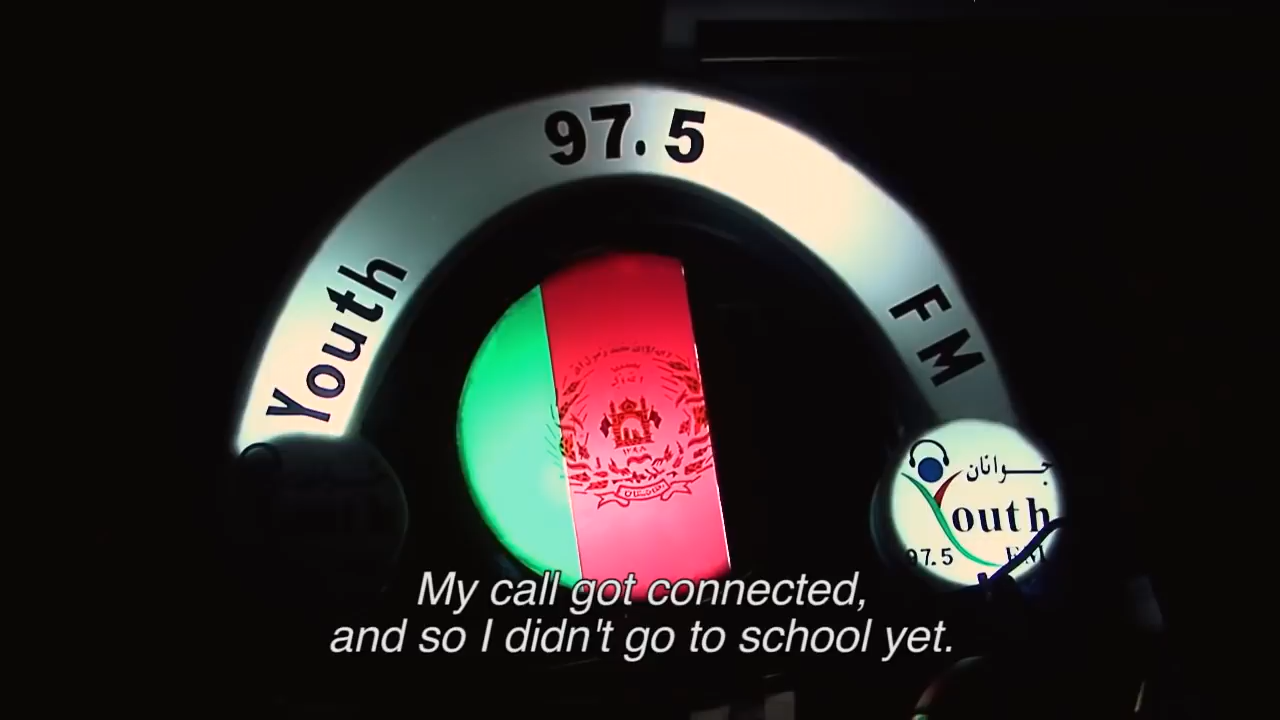 97.5
Youth
FM
جوانان
Youth
97.5
FM
My call got connected,
and so I didn't go to school yet.